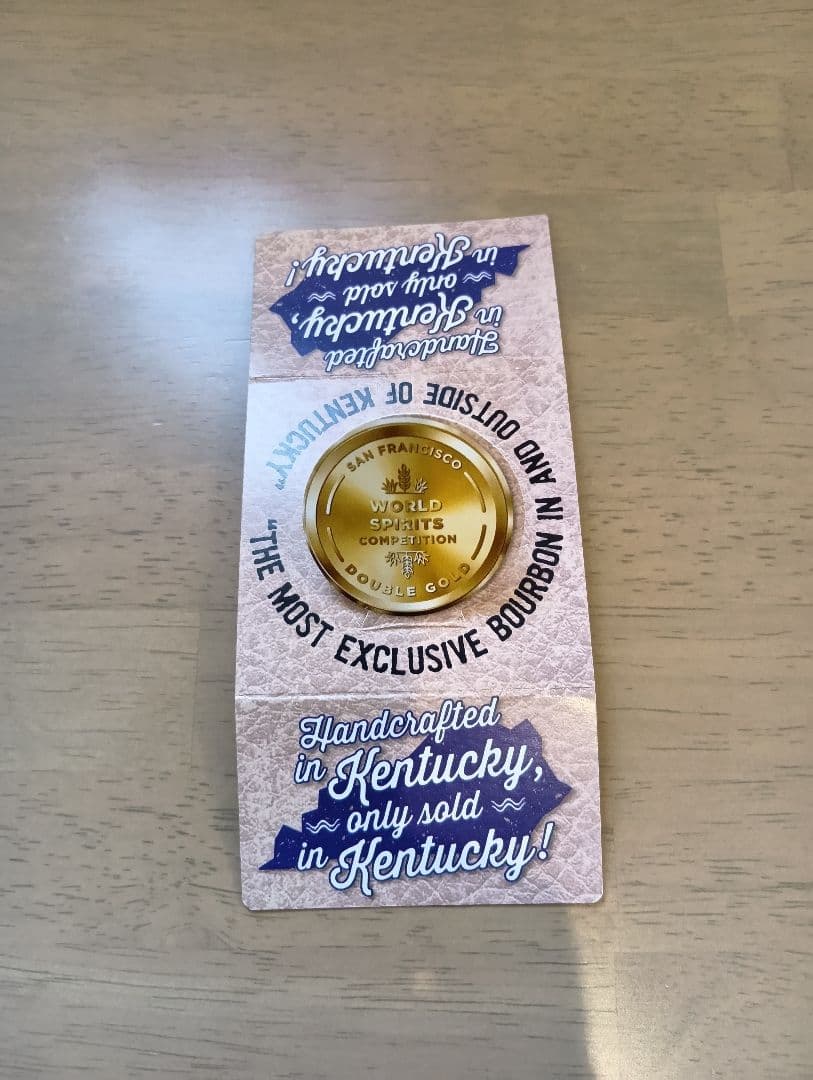 Handcrafted
in Kentucky,
only sold
in Kentucky!
"THE MOST EXCLUSIVE BOURBON IN AND OUTSIDE OF KENTUCKY"
SAN FRANCISCO
WORLD
SPIRITS
COMPETITION
DOUBLE GOLD
Handcrafted
in Kentucky,
only sold
in Kentucky!